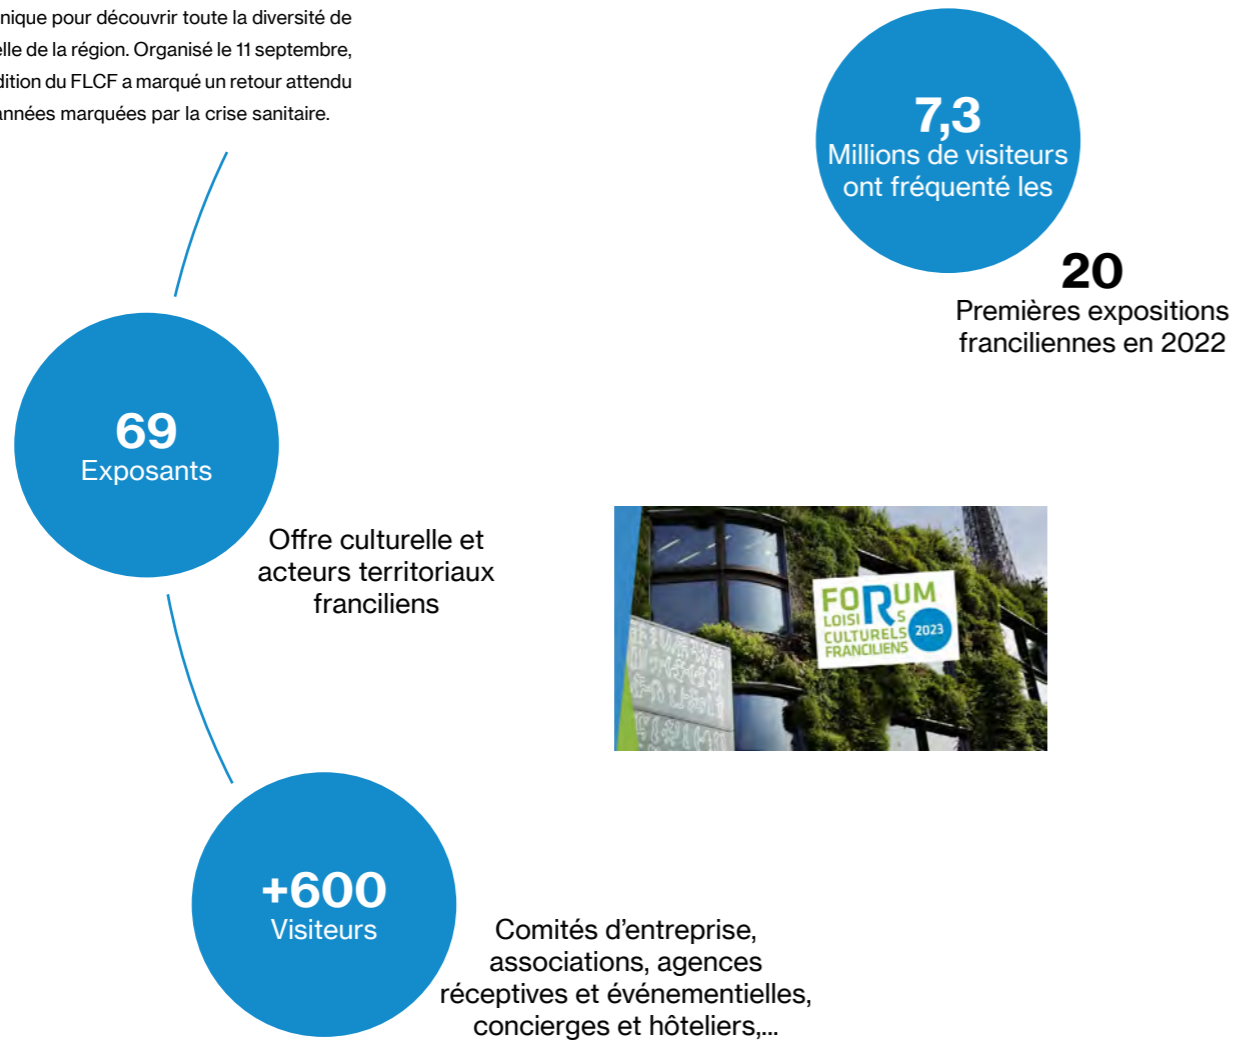 nique pour découvrir toute la diversité de
elle de la région. Organisé le 11 septembre,
dition du FLCF a marqué un retour attendu
années marquées par la crise sanitaire.
7,3
Millions de visiteurs
ont fréquenté les
20
Premières expositions
franciliennes en 2022
69
Exposants
Offre culturelle et
acteurs territoriaux
franciliens
FORUM
LOISIRS
CULTURELS
FRANCILIENS
2023
+600
Visiteurs
Comités d’entreprise,
associations, agences
réceptives et événementielles,
concierges et hôteliers,...